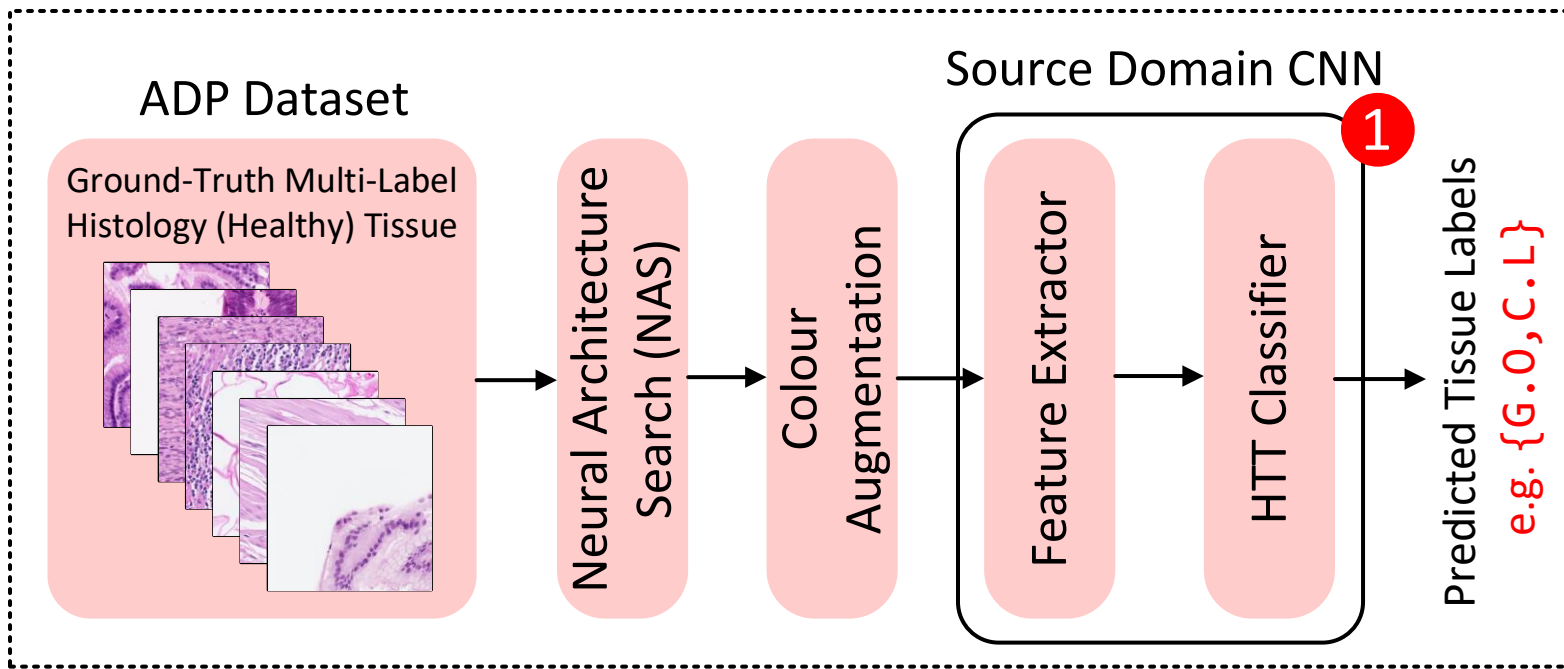 ADP Dataset
Ground-Truth Multi-Label
Histology (Healthy) Tissue
Neural Architecture
Search (NAS)
Colour
Augmentation
Source Domain CNN
1
Feature Extractor
HTT Classifier
Predicted Tissue Labels
e.g. {G.O,C.L}